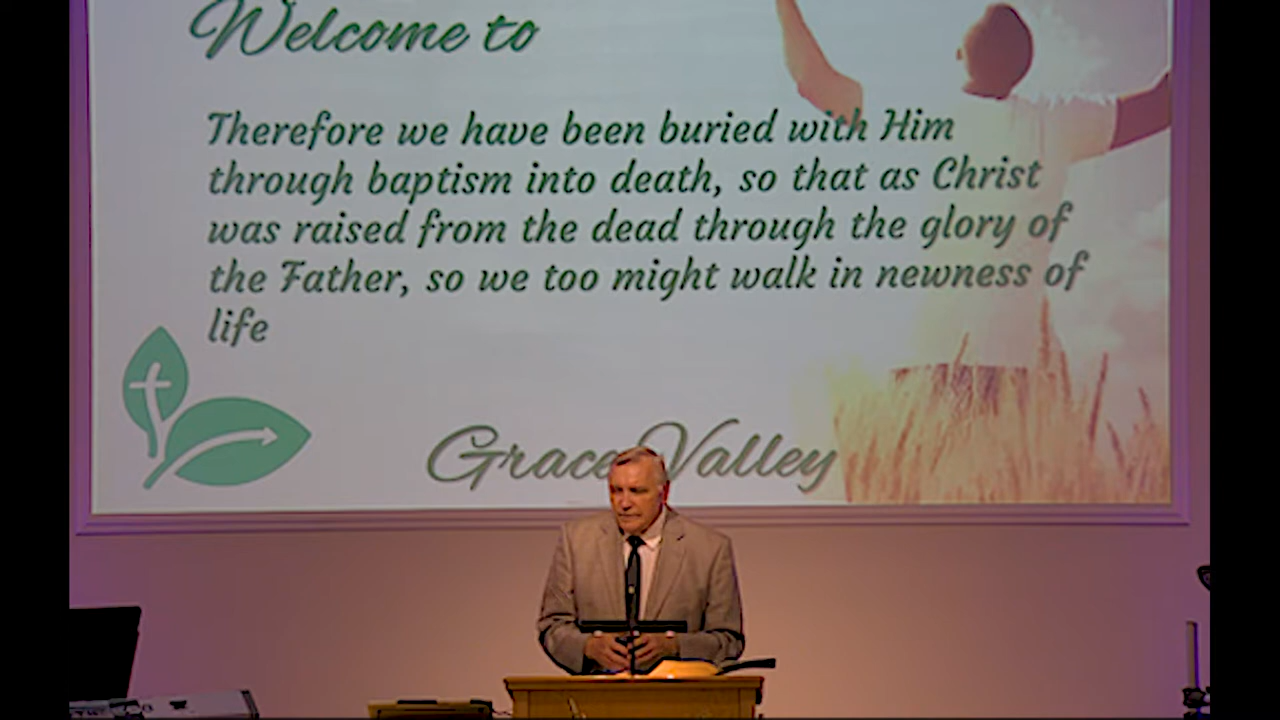 Welcome to
Therefore we have been buried with Him
through baptism into death, so that as Christ
was raised from the dead through the glory of
the Father, so we too might walk in newness of
life
Grace Valley